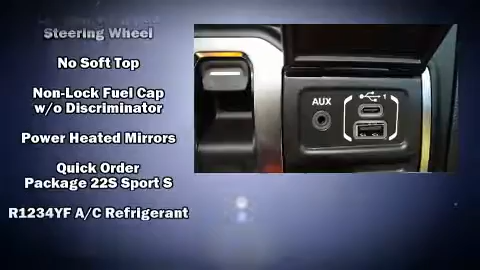 Steering Wheel
No Soft Top
Non-Lock Fuel Cap
w/o Discriminator
Power Heated Mirrors
Quick Order
Package 22S Sport S
R1234YF A/C Refrigerant
AUX
1